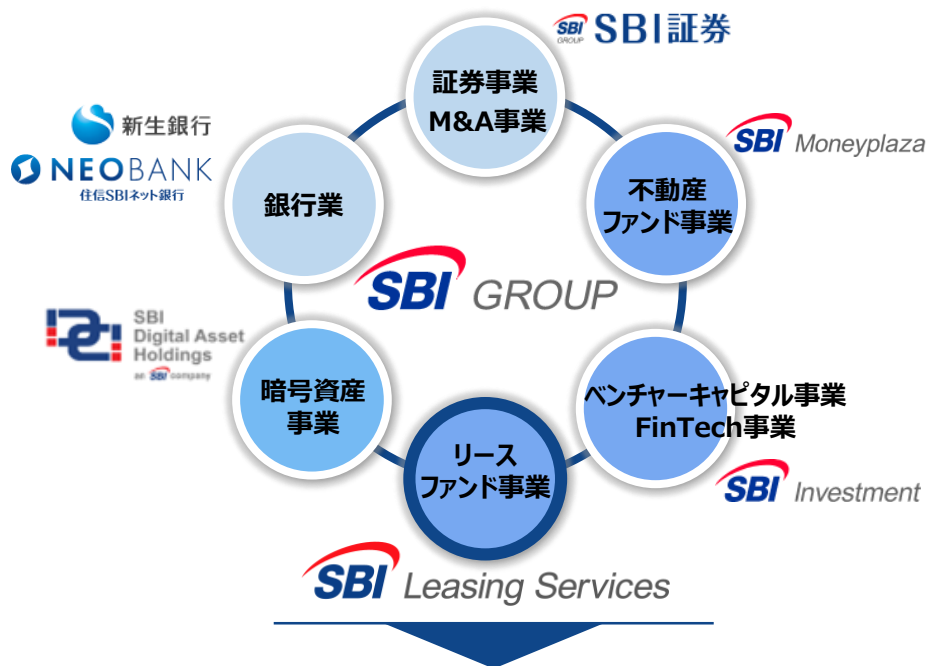 SBI GROUP SBI証券
証券事業
M&A事業
新生銀行
NEOBANK
住信SBIネット銀行
SBI Moneyplaza
銀行業
不動産
ファンド事業
SBI GROUP
SBI
Digital Asset
Holdings
an SBI company
暗号資産
事業
ベンチャーキャピタル事業
FinTech事業
リース
ファンド事業
SBI Investment
SBI Leasing Services